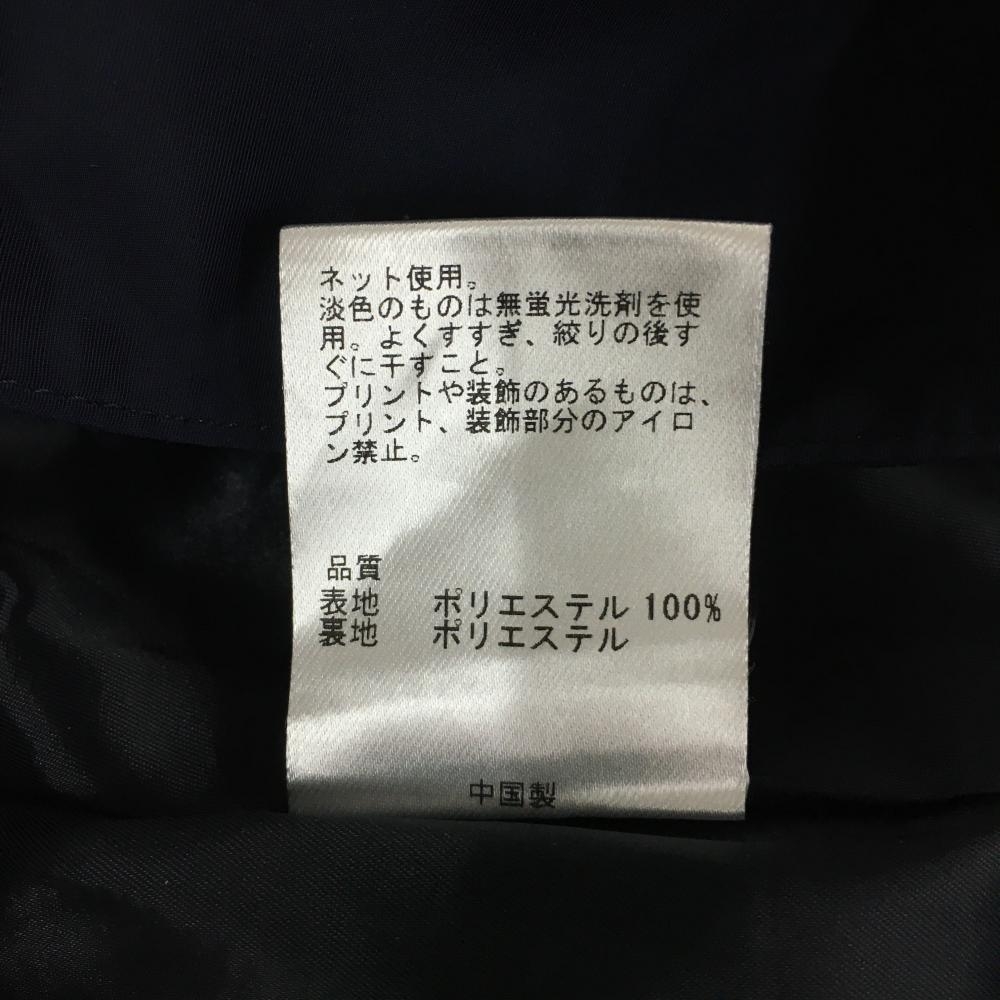 ネット使用。
淡色のものは無蛍光洗剤を使
用。よくすすぎ、絞りの後す
ぐに干すこと。
プリントや装飾のあるものは、
プリント、装飾部分のアイロ
ン禁止。
品質
表地 ポリエステル 100%
裏地 ポリエステル
中国製